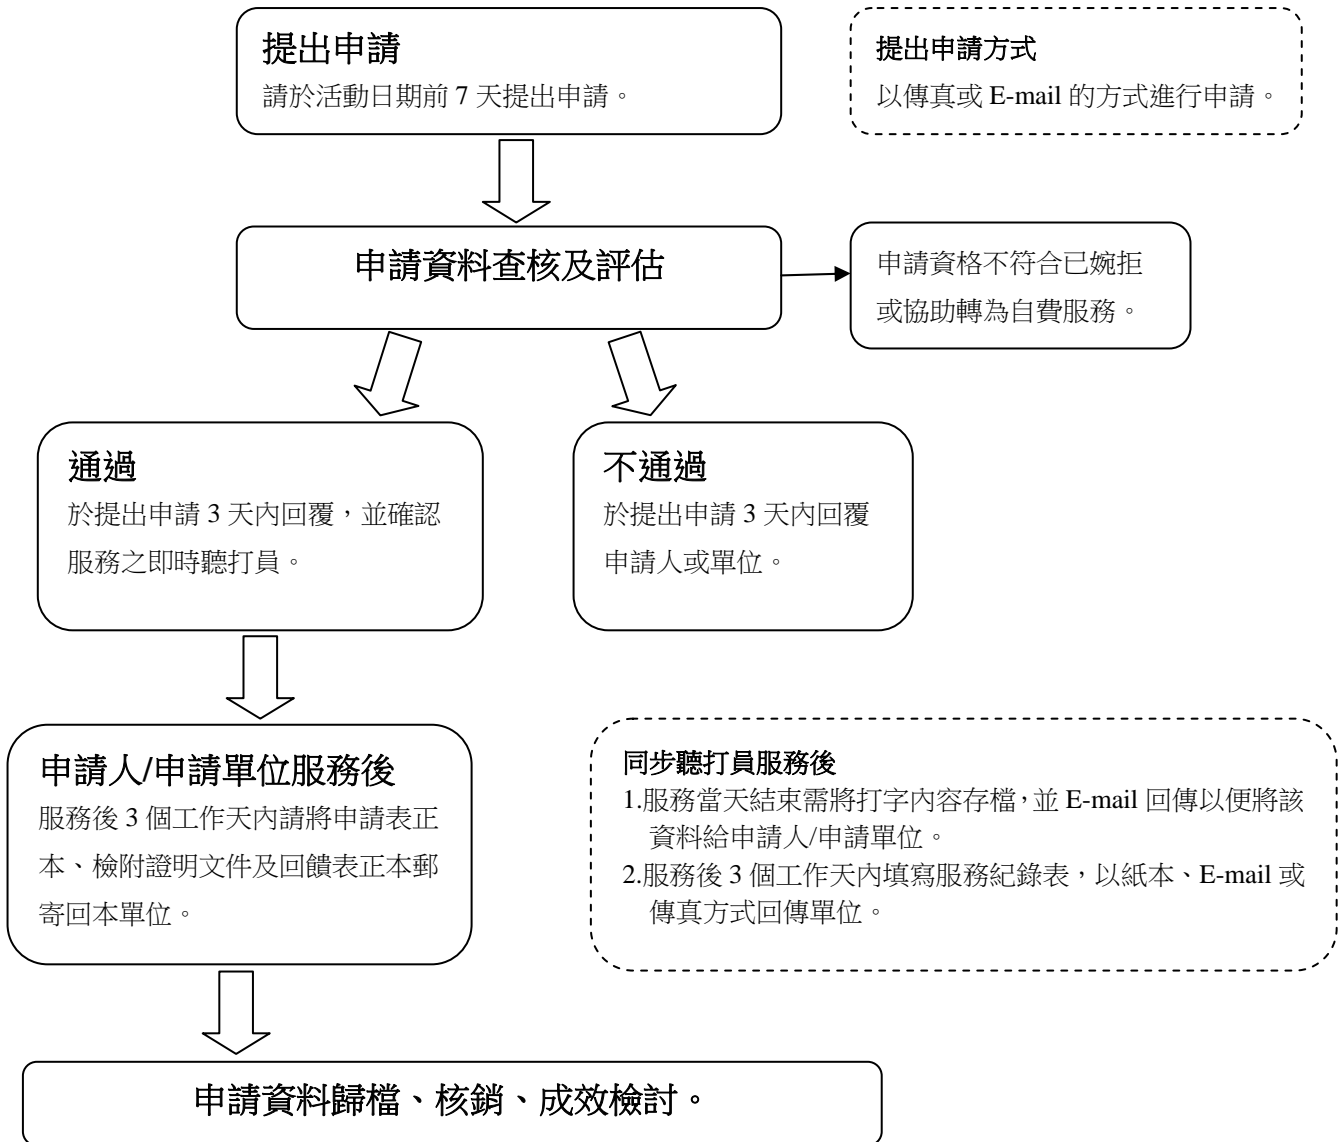 提出申請
請於活動日期前 7 天提出申請。
提出申請方式
以傳真或 E-mail 的方式進行申請。
申請資料查核及評估
申請資格不符合已婉拒
或協助轉為自費服務。
通過
於提出申請 3 天內回覆，並確認
服務之即時聽打員。
不通過
於提出申請 3 天內回覆
申請人或單位。
申請人/申請單位服務後
服務後 3 個工作天內請將申請表正
本、檢附證明文件及回饋表正本郵
寄回本單位。
同步聽打員服務後
1.服務當天結束需將打字內容存檔，並 E-mail 回傳以便將該
資料給申請人/申請單位。
2.服務後 3 個工作天內填寫服務紀錄表，以紙本、E-mail 或
傳真方式回傳單位。
申請資料歸檔、核銷、成效檢討。